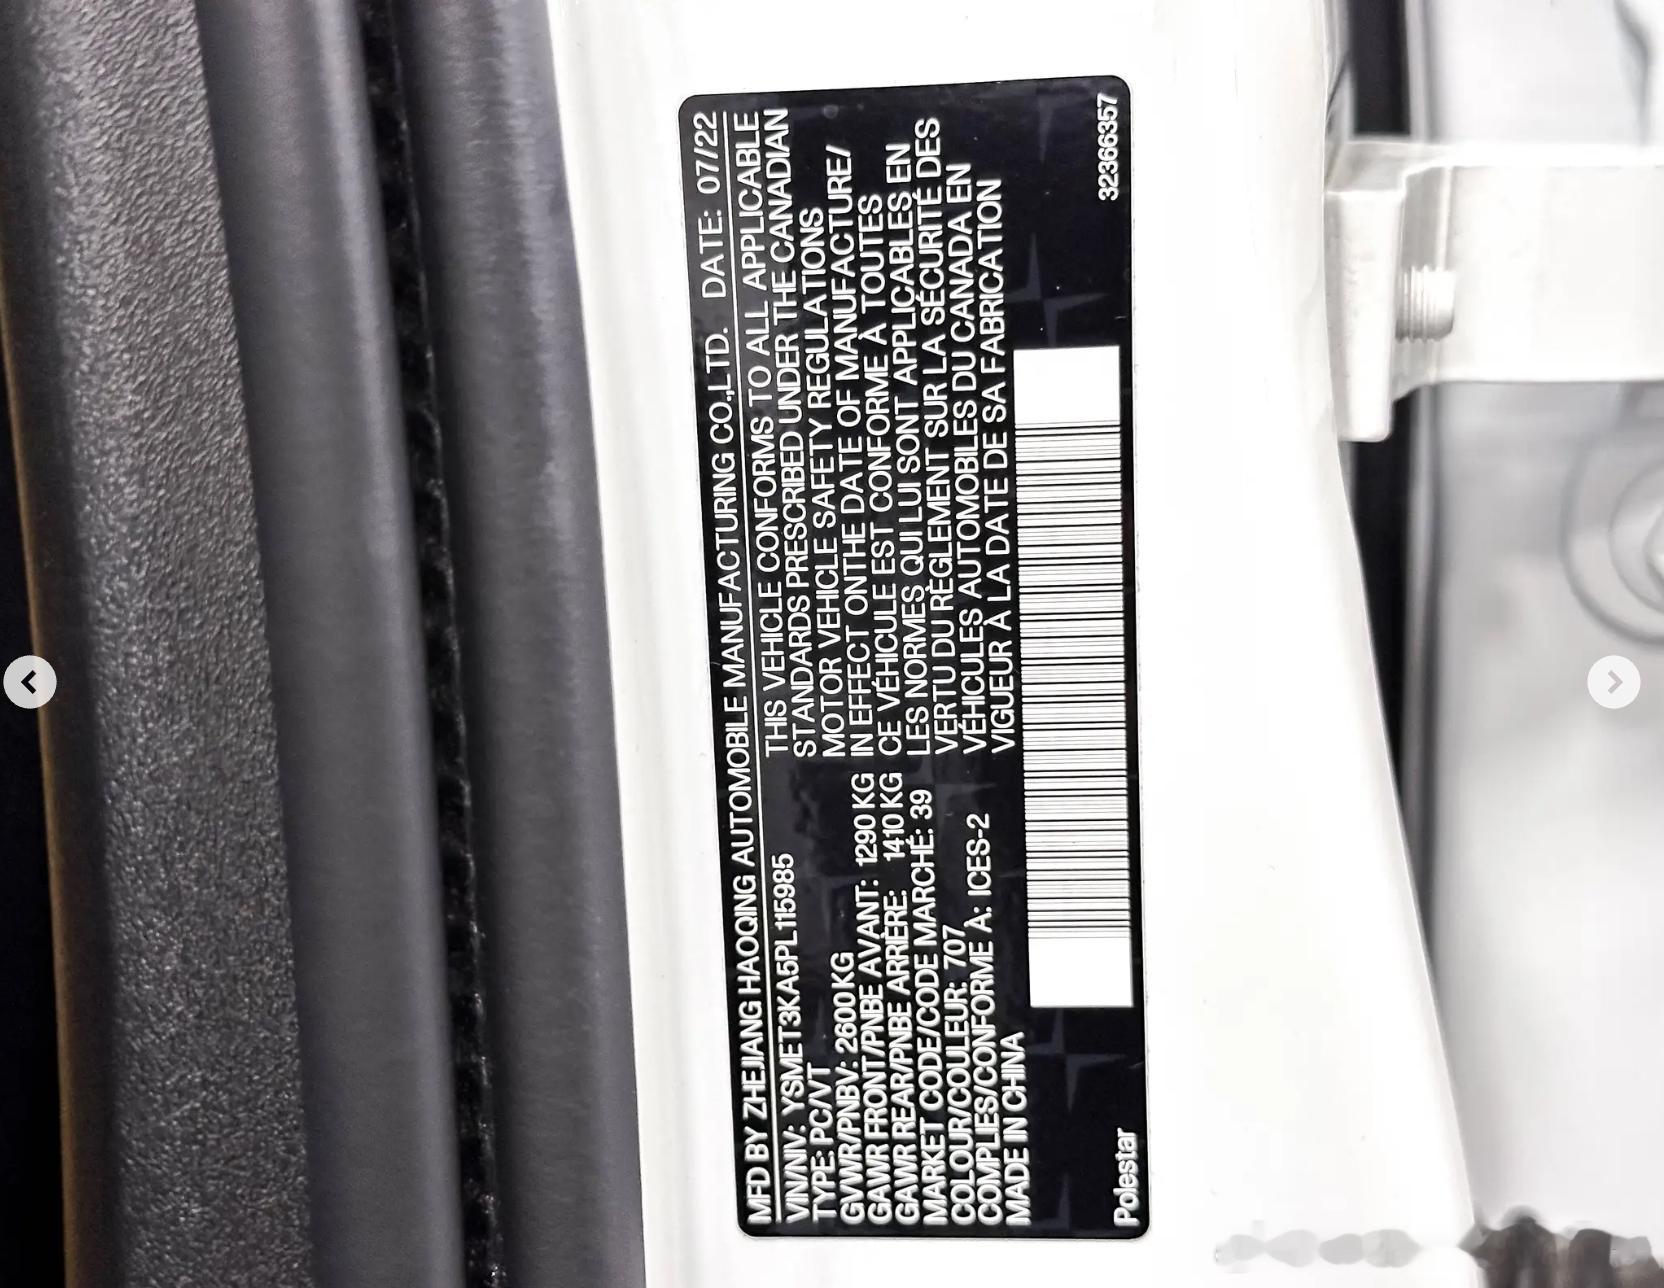 MFD BY ZHEJIANG HAOQING AUTOMOBILE MANUFACTURING CO.,LTD. DATE: 07/22
VIN/NIV: YSMET3KA5PL115985
TYPE: PC/VT
GVWR/PNBV: 2600 KG
GAWR FRONT/PNBE AVANT: 1290 KG
GAWR REAR/PNBE ARRIÈRE: 1410 KG
MARKET CODE/CODE MARCHÉ: 39
COLOUR/COULEUR: 707
COMPLIES/CONFORME À: ICES-2
MADE IN CHINA
THIS VEHICLE CONFORMS TO ALL APPLICABLE
STANDARDS PRESCRIBED UNDER THE CANADIAN
MOTOR VEHICLE SAFETY REGULATIONS
IN EFFECT ON THE DATE OF MANUFACTURE/
CE VÉHICULE EST CONFORME À TOUTES
LES NORMES QUI LUI SONT APPLICABLES EN
VERTU DU RÈGLEMENT SUR LA SÉCURITÉ DES
VÉHICULES AUTOMOBILES DU CANADA EN
VIGUEUR À LA DATE DE SA FABRICATION
Polestar
32366357